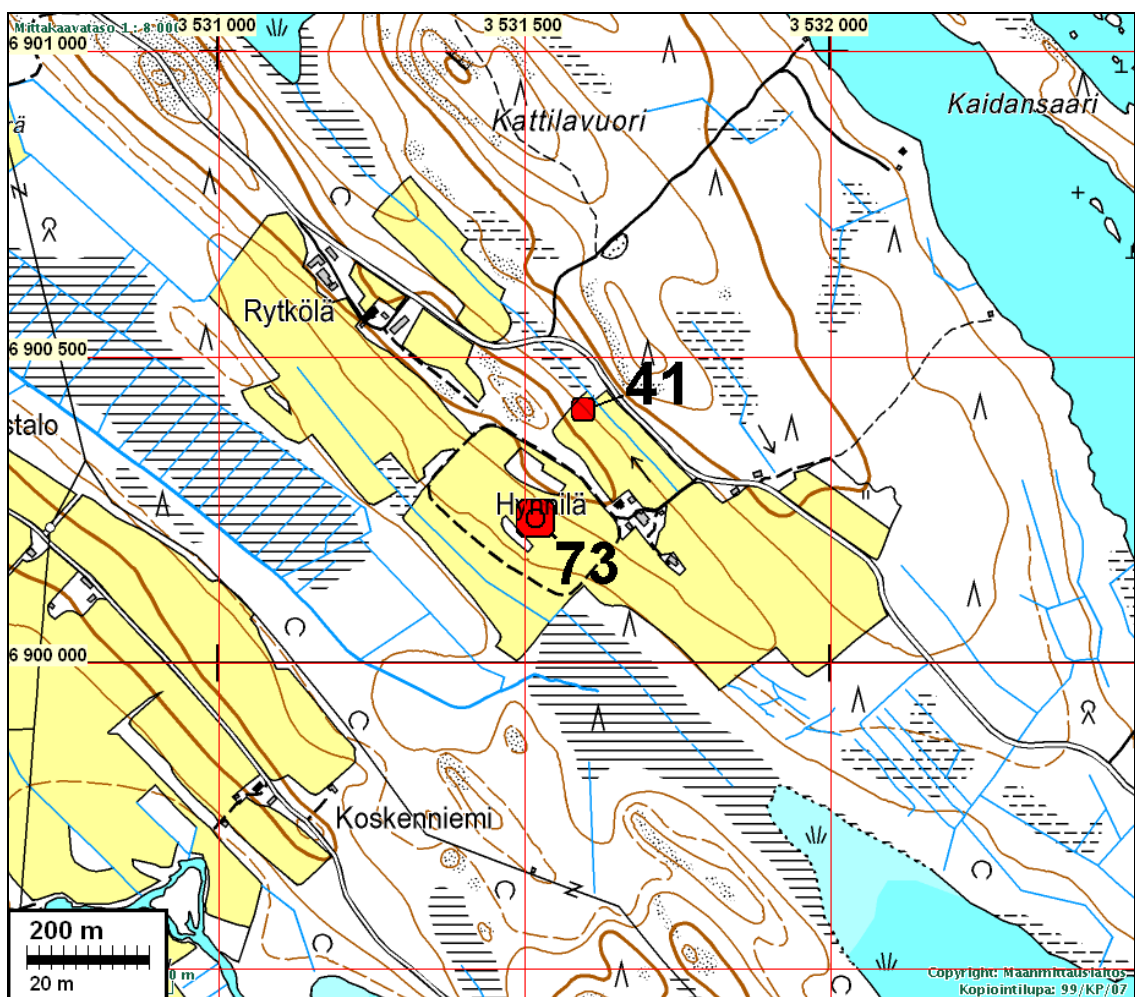 Mittakaavataso 1 : 8 000
3 531 000
3 531 500
3 532 000
6 901 000
Kattilavuori
Kaidansaari
rä
Rytkölä
6 900 500
41
stalo
Hynnilä
73
6 900 000
Koskenniemi
200 m
20 m
0 m
Copyright: Maanmittauslaitos
Kopiointilupa: 99/KP/07